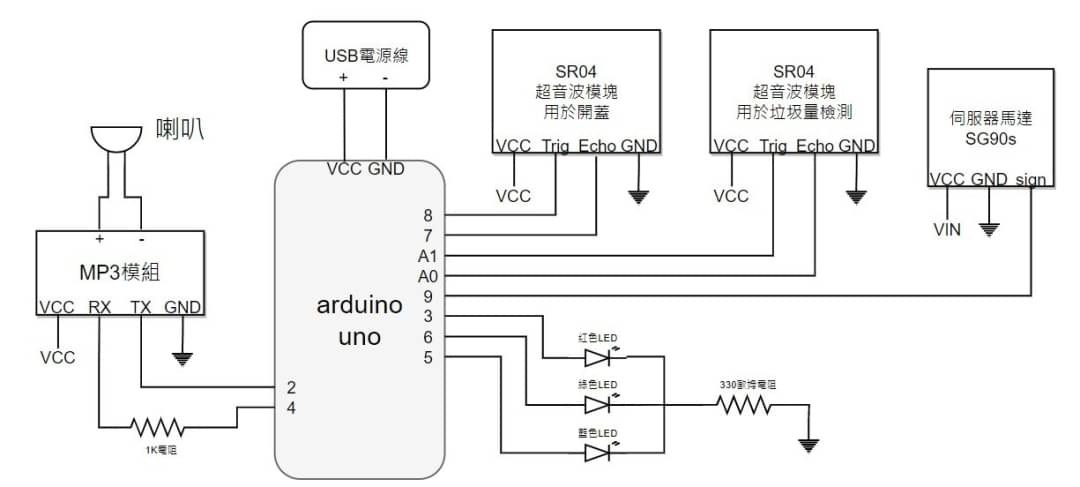 USB電源線
+ -
VCC GND
SR04
超音波模塊
用於開蓋
VCC Trig Echo GND
VCC
SR04
超音波模塊
用於垃圾量檢測
VCC Trig Echo GND
VCC
伺服器馬達
SG90s
VCC GND sign
VIN
喇叭
+ -
MP3模組
VCC RX TX GND
VCC
1K電阻
arduino
uno
8
7
A1
A0
9
3
6
5
2
4
紅色LED
綠色LED
藍色LED
330歐姆電阻